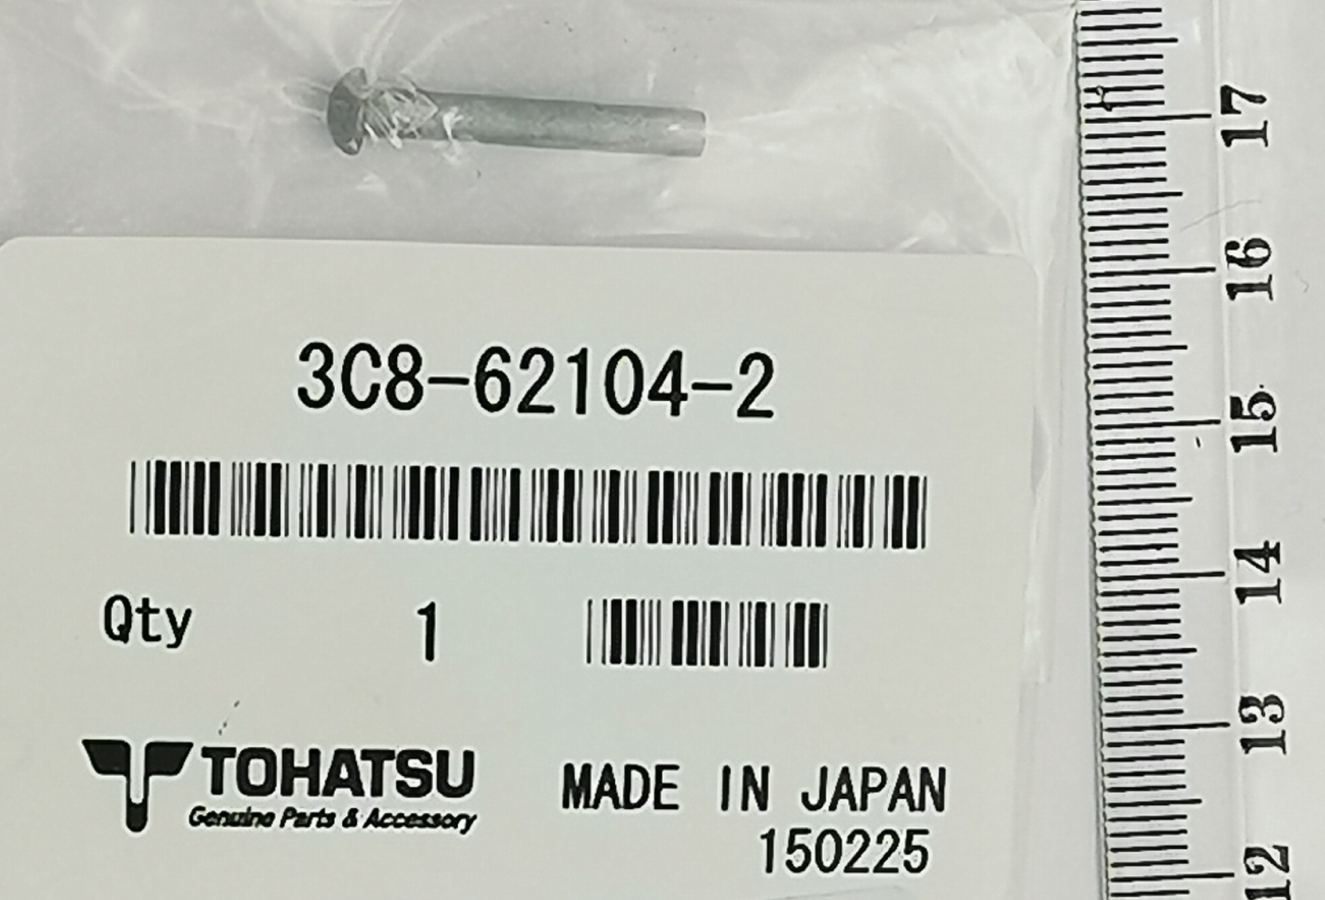 3C8-62104-2
Qty 1
TOHATSU
Genuine Parts & Accessory
MADE IN JAPAN
150225
17
16
15
14
13
12